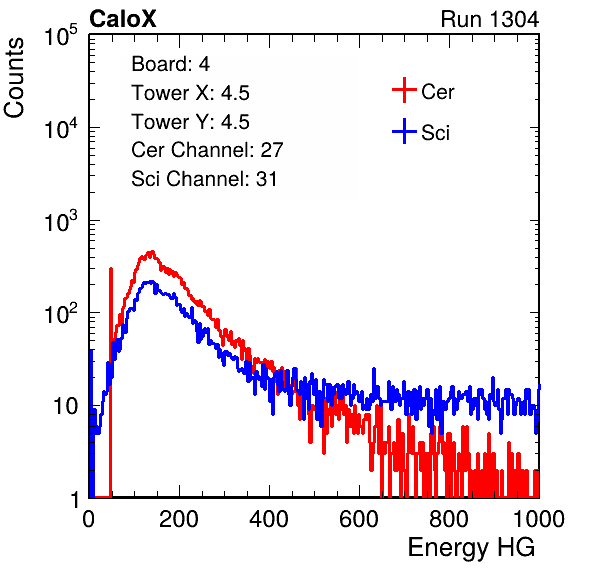 CaloX Run 1304
Counts
Board: 4
Tower X: 4.5
Tower Y: 4.5
Cer Channel: 27
Sci Channel: 31
Cer
Sci
10^5
10^4
10^3
10^2
10
1
0 200 400 600 800 1000
Energy HG